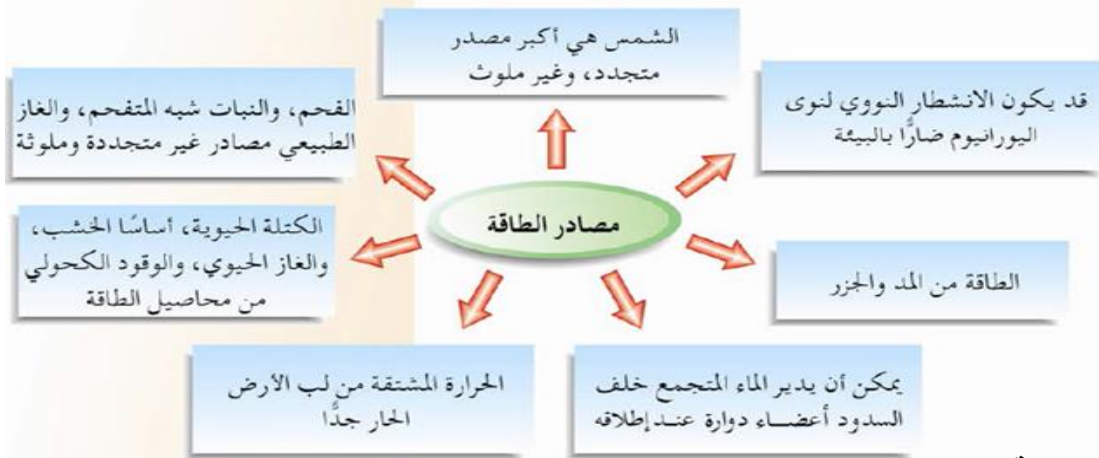 الشمس هي أكبر مصدر
متجدد، وغير ملوث
قد يكون الانشطار النووي لنوى
اليورانيوم ضارًّا بالبيئة
الفحم، والنبات شبه المتفحم، والغاز
الطبيعي مصادر غير متجددة وملوثة
مصادر الطاقة
الكتلة الحيوية، أساسًا الخشب،
والغاز الحيوي، والوقود الكحولي
من محاصيل الطاقة
الطاقة من المد والجزر
يمكن أن يدير الماء المتجمع خلف
السدود أعضاء دوارة عند إطلاقه
الحرارة المشتقة من لب الأرض
الحار جدًّا